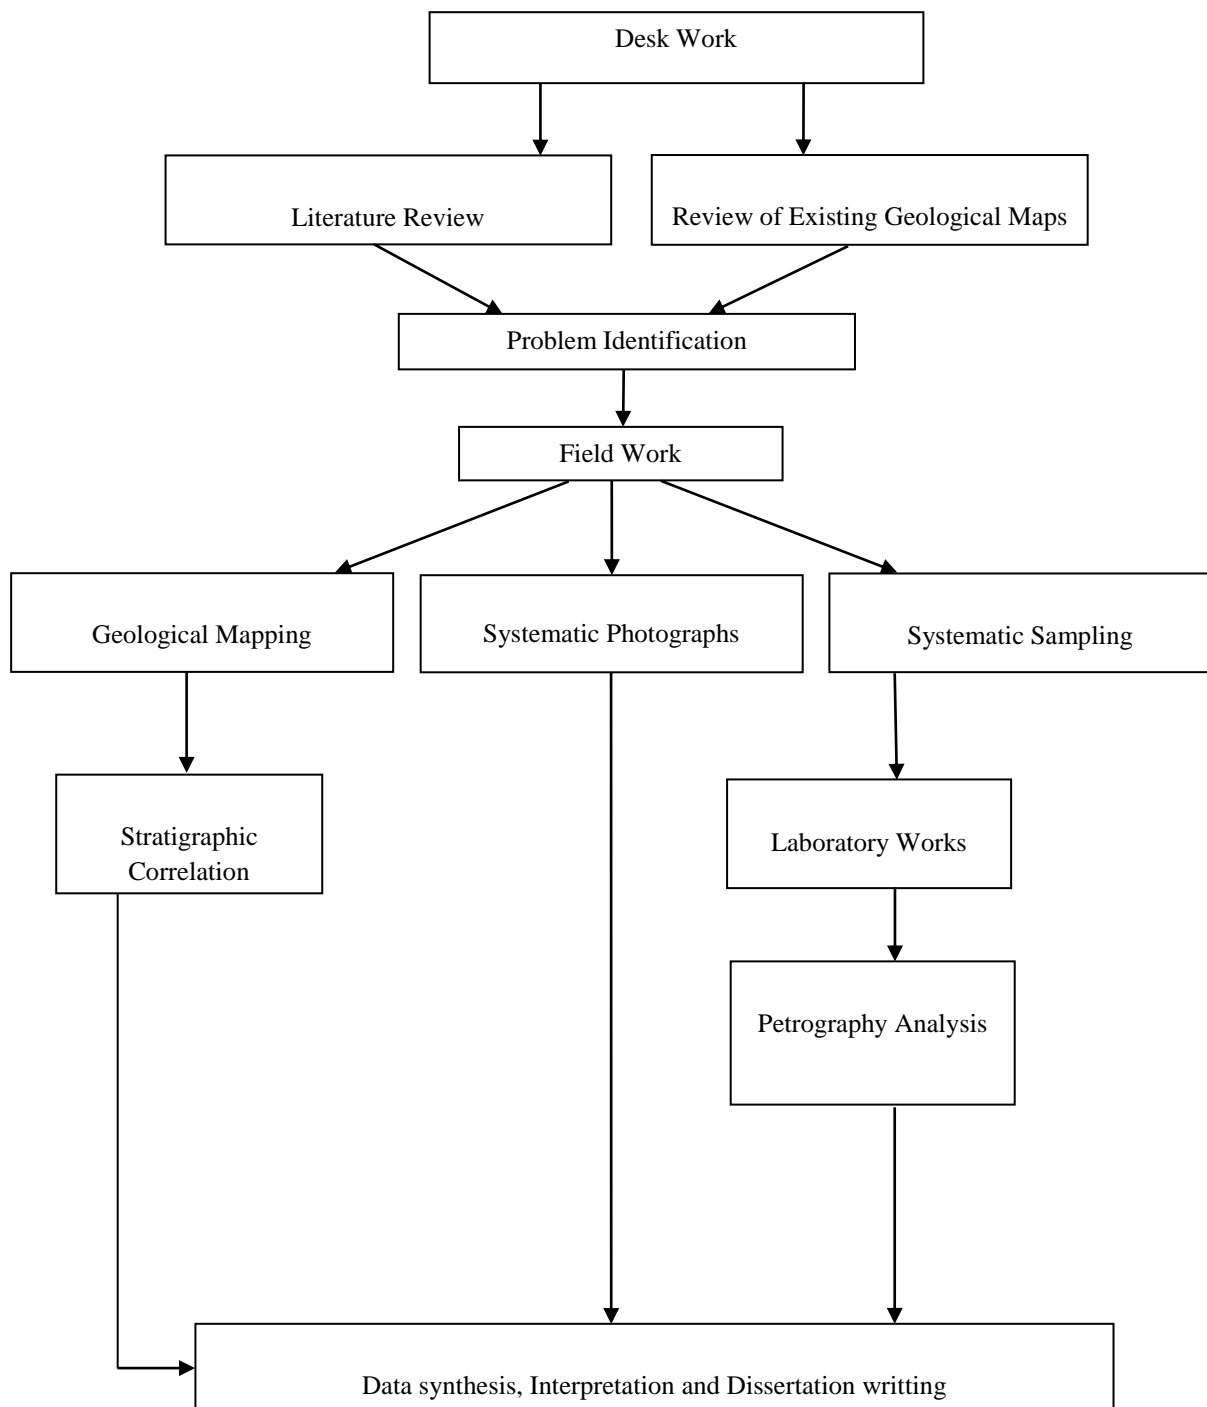 Desk Work
Literature Review
Review of Existing Geological Maps
Problem Identification
Field Work
Geological Mapping
Systematic Photographs
Systematic Sampling
Stratigraphic
Correlation
Laboratory Works
Petrography Analysis
Data synthesis, Interpretation and Dissertation writting